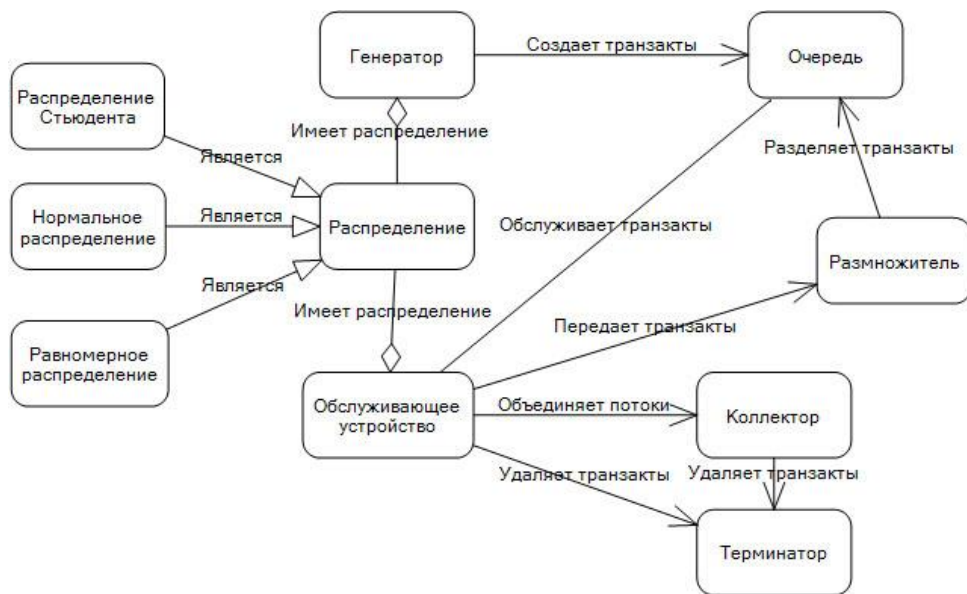 Генератор
Создает транзакты
Очередь
Распределение
Стьюдента
Имеет распределение
Является
Разделяет транзакты
Нормальное
распределение
Является
Распределение
Обслуживает транзакты
Размножитель
Является
Имеет распределение
Передает транзакты
Равномерное
распределение
Обслуживающее
устройство
Объединяет потоки
Коллектор
Удаляет транзакты
Удаляет транзакты
Терминатор